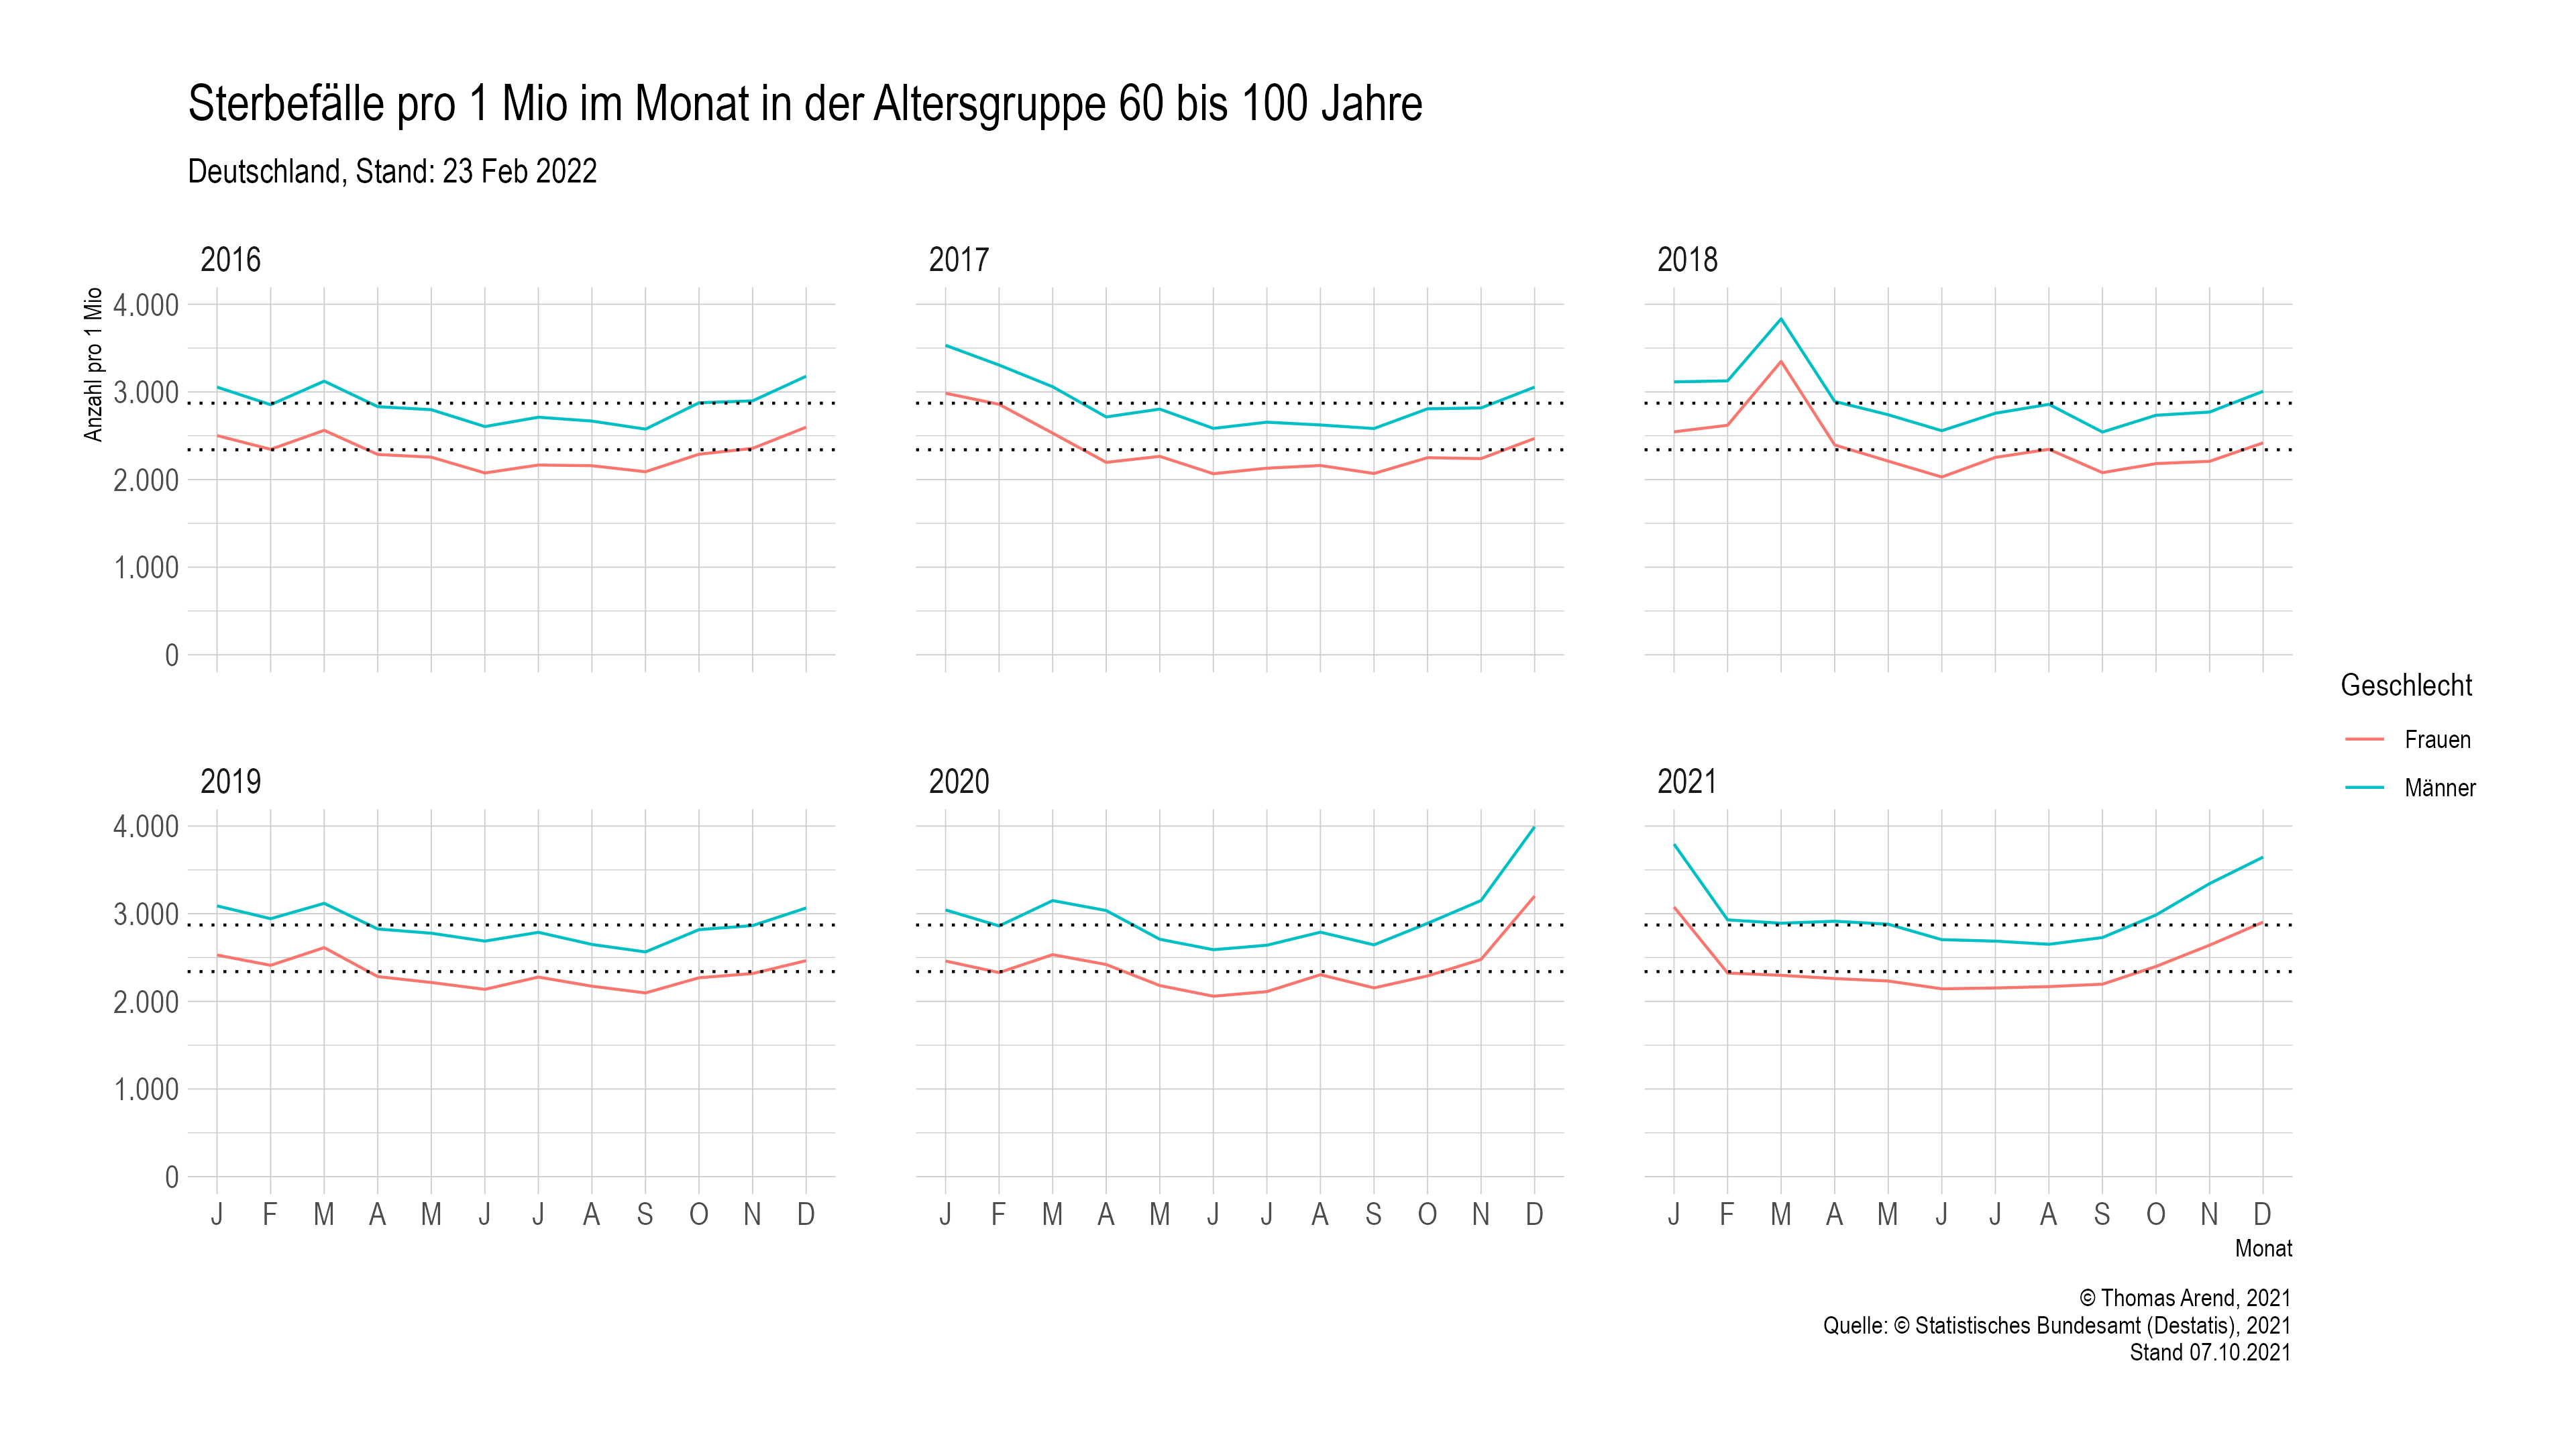 Sterbefälle pro 1 Mio im Monat in der Altersgruppe 60 bis 100 Jahre
Deutschland, Stand: 23 Feb 2022
2016
2017
2018
Anzahl pro 1 Mio
4.000
3.000
2.000
1.000
0
Geschlecht
Frauen
Männer
2019
2020
2021
4.000
3.000
2.000
1.000
0
J F M A M J J A S O N D
J F M A M J J A S O N D
J F M A M J J A S O N D
Monat
© Thomas Arend, 2021
Quelle: © Statistisches Bundesamt (Destatis), 2021
Stand 07.10.2021